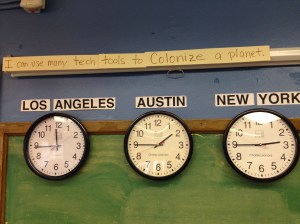 I can use many tech tools to Colonize a planet.
LOS ANGELES AUSTIN NEW YORK